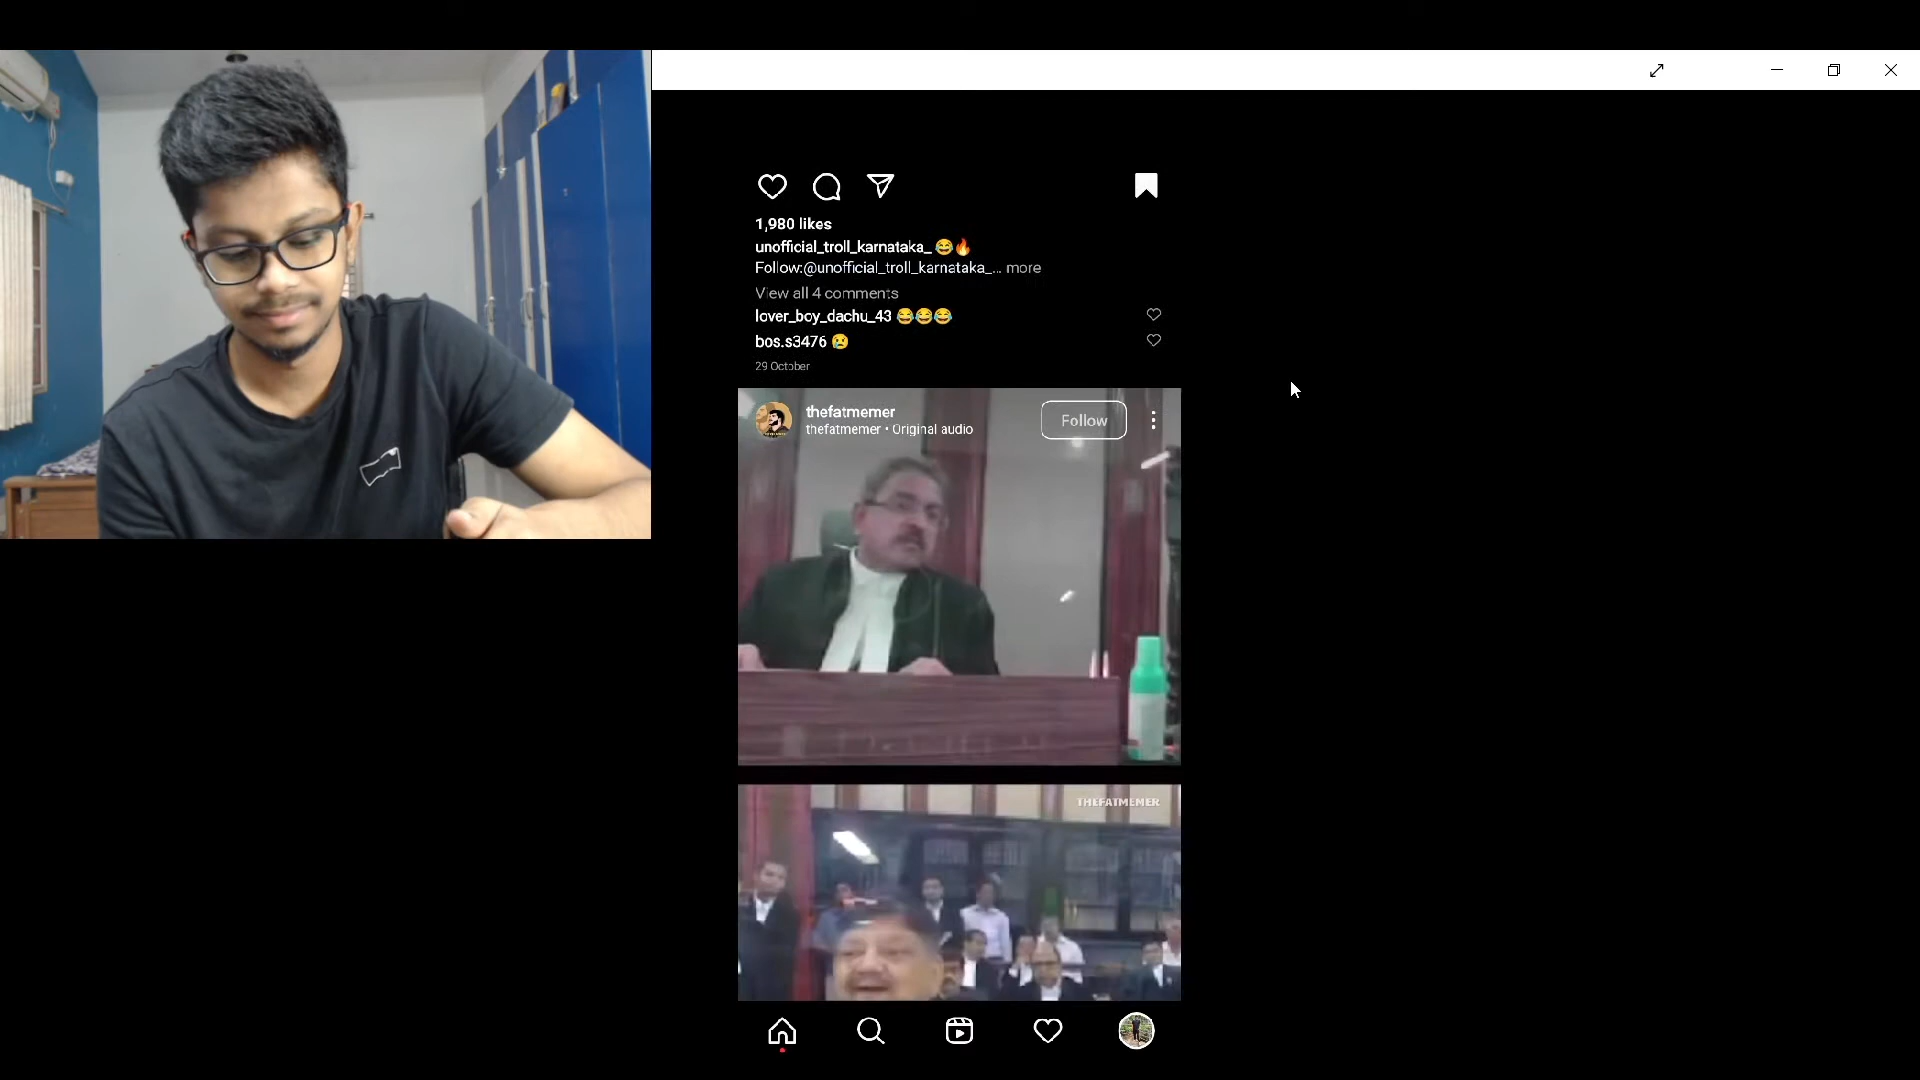 1,980 likes
unofficial_troll_karnataka_ 😂🔥
Follow:@unofficial_troll_karnataka_... more
View all 4 comments
lover_boy_dachu_43 😂😂😂
bos.s3476 😢
29 October
thefatmemer
thefatmemer • Original audio
Follow
THEFATMEMER